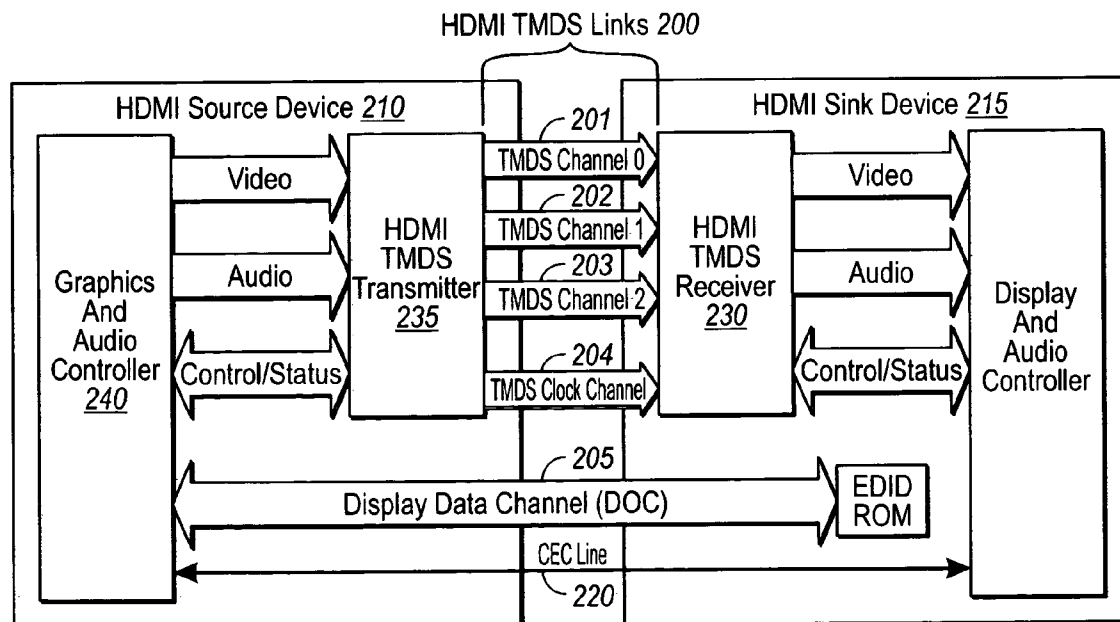 HDMI TMDS Links 200
HDMI Source Device 210
HDMI Sink Device 215
Graphics
And
Audio
Controller
240
Video
Audio
Control/Status
HDMI
TMDS
Transmitter
235
201
TMDS Channel 0
202
TMDS Channel 1
203
TMDS Channel 2
204
TMDS Clock Channel
HDMI
TMDS
Receiver
230
Video
Audio
Control/Status
Display
And
Audio
Controller
205
Display Data Channel (DOC)
EDID
ROM
CEC Line
220